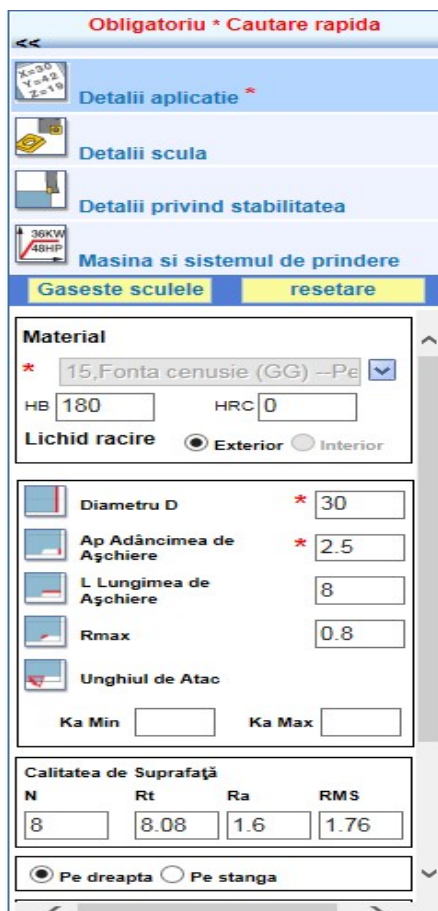 Obligatoriu * Cautare rapida
<<
X=30
Y=42
Z=19
Detalii aplicatie *
Detalii scula
Detalii privind stabilitatea
36KW
48HP
Masina si sistemul de prindere
Gaseste sculele resetare
Material
* 15,Fonta cenusie (GG) --Pe
HB 180 HRC 0
Lichid racire Exterior Interior
Diametru D * 30
Ap Adâncimea de
Aşchiere * 2.5
L Lungimea de
Aşchiere 8
Rmax 0.8
Unghiul de Atac
Ka Min Ka Max
Calitatea de Suprafaţă
N Rt Ra RMS
8 8.08 1.6 1.76
Pe dreapta Pe stanga